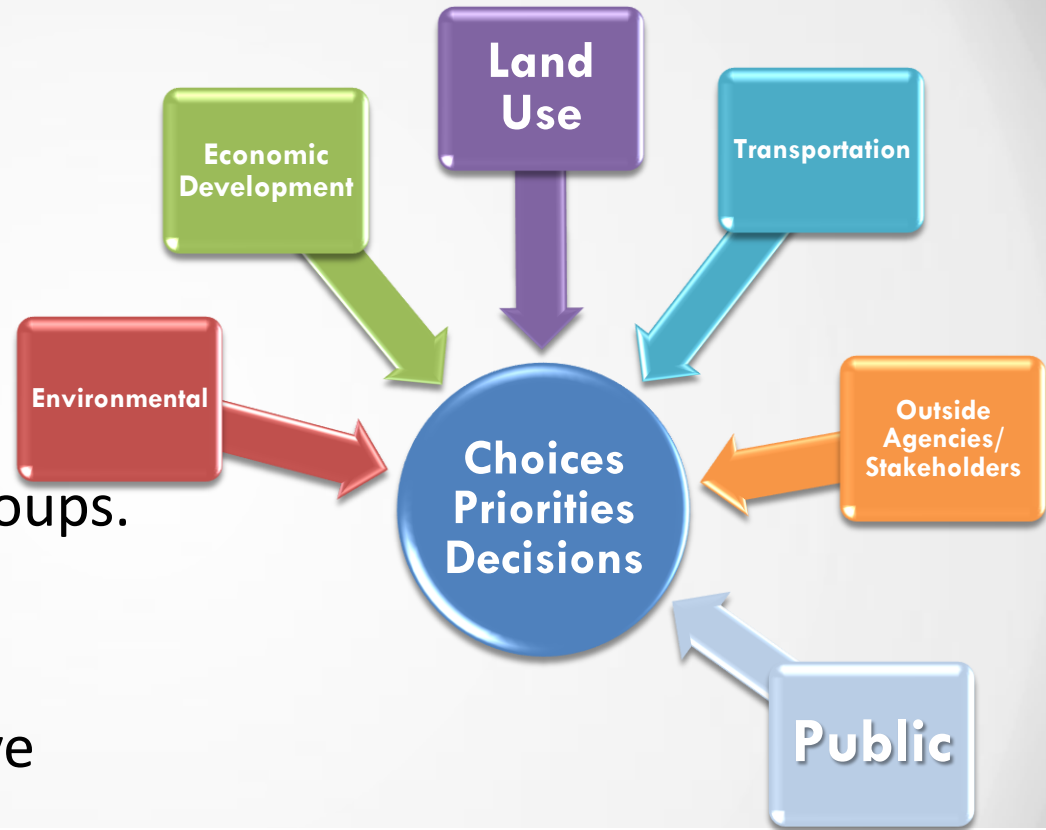 Land
Use
Economic
Development
Transportation
Environmental
Outside
Agencies/
Stakeholders
Choices
Priorities
Decisions
oups.
ve
Public